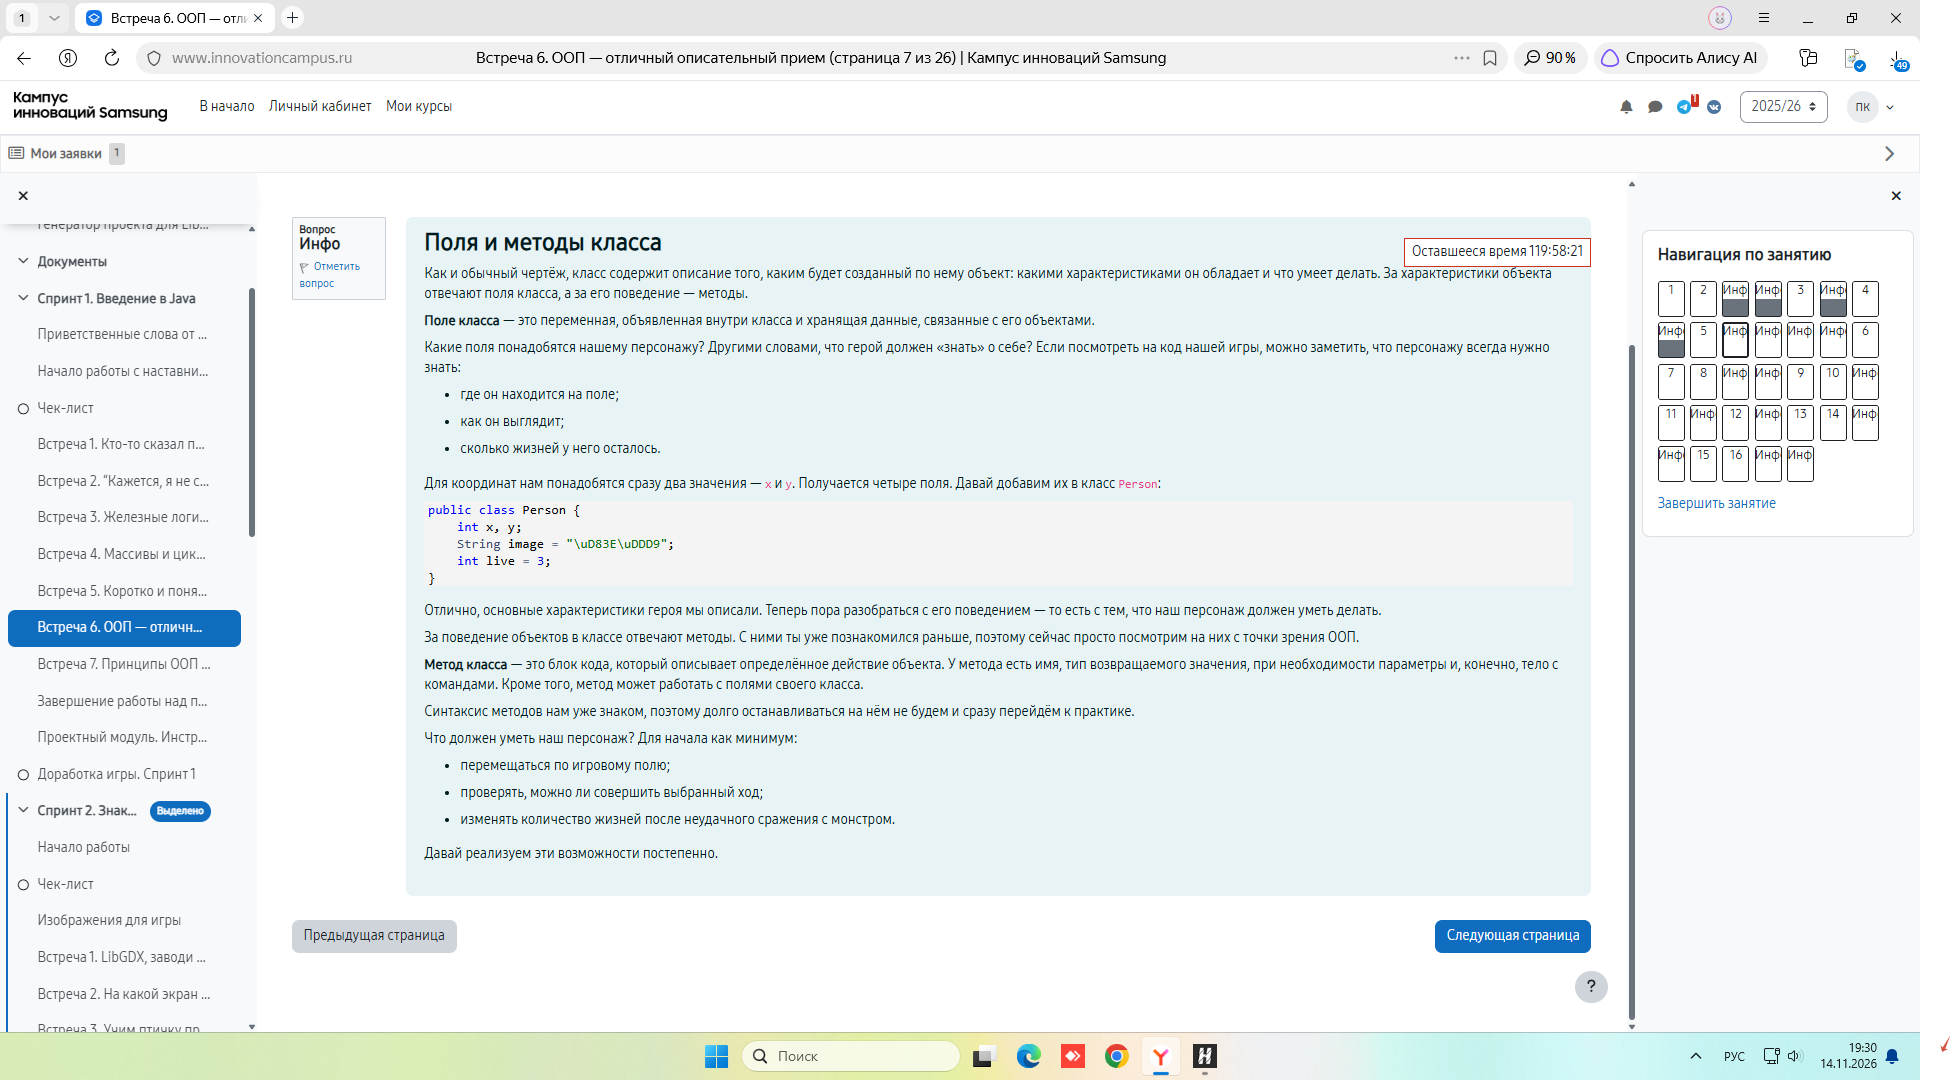 1
Встреча 6. ООП — отли
www.innovationcampus.ru
Встреча 6. ООП — отличный описательный прием (страница 7 из 26) | Кампус инноваций Samsung
90 %
Спросить Алису AI
49
Кампус
инноваций Samsung
В начало
Личный кабинет
Мои курсы
1
2025/26
ПК
Мои заявки 1
Генератор проекта для Lib...
Документы
Спринт 1. Введение в Java
Приветственные слова от ...
Начало работы с наставни...
Чек-лист
Встреча 1. Кто-то сказал п...
Встреча 2. “Кажется, я не с...
Встреча 3. Железные логи...
Встреча 4. Массивы и цик...
Встреча 5. Коротко и поня...
Встреча 6. ООП — отличн...
Встреча 7. Принципы ООП ...
Завершение работы над п...
Проектный модуль. Инстр...
Доработка игры. Спринт 1
Спринт 2. Знак... Выделено
Начало работы
Чек-лист
Изображения для игры
Встреча 1. LibGDX, заводи ...
Встреча 2. На какой экран ...
Встреча 3. Учим птичку пр...
Вопрос
Инфо
Отметить
вопрос
Поля и методы класса
Оставшееся время 119:58:21
Как и обычный чертёж, класс содержит описание того, каким будет созданный по нему объект: какими характеристиками он обладает и что умеет делать. За характеристики объекта
отвечают поля класса, а за его поведение — методы.
Поле класса — это переменная, объявленная внутри класса и хранящая данные, связанные с его объектами.
Какие поля понадобятся нашему персонажу? Другими словами, что герой должен «знать» о себе? Если посмотреть на код нашей игры, можно заметить, что персонажу всегда нужно
знать:
• где он находится на поле;
• как он выглядит;
• сколько жизней у него осталось.
Для координат нам понадобятся сразу два значения — x и y. Получается четыре поля. Давай добавим их в класс Person:
public class Person {
int x, y;
String image = "\uD83E\uDDD9";
int live = 3;
}
Отлично, основные характеристики героя мы описали. Теперь пора разобраться с его поведением — то есть с тем, что наш персонаж должен уметь делать.
За поведение объектов в классе отвечают методы. С ними ты уже познакомился раньше, поэтому сейчас просто посмотрим на них с точки зрения ООП.
Метод класса — это блок кода, который описывает определённое действие объекта. У метода есть имя, тип возвращаемого значения, при необходимости параметры и, конечно, тело с
командами. Кроме того, метод может работать с полями своего класса.
Синтаксис методов нам уже знаком, поэтому долго останавливаться на нём не будем и сразу перейдём к практике.
Что должен уметь наш персонаж? Для начала как минимум:
• перемещаться по игровому полю;
• проверять, можно ли совершить выбранный ход;
• изменять количество жизней после неудачного сражения с монстром.
Давай реализуем эти возможности постепенно.
Предыдущая страница
Следующая страница
?
Навигация по занятию
1 2 Инф Инф 3 Инф 4
Инф 5 Инф Инф Инф Инф 6
7 8 Инф Инф 9 10 Инф
11 Инф 12 Инф 13 14 Инф
Инф 15 16 Инф Инф
Завершить занятие
Поиск
РУС
19:30
14.11.2026